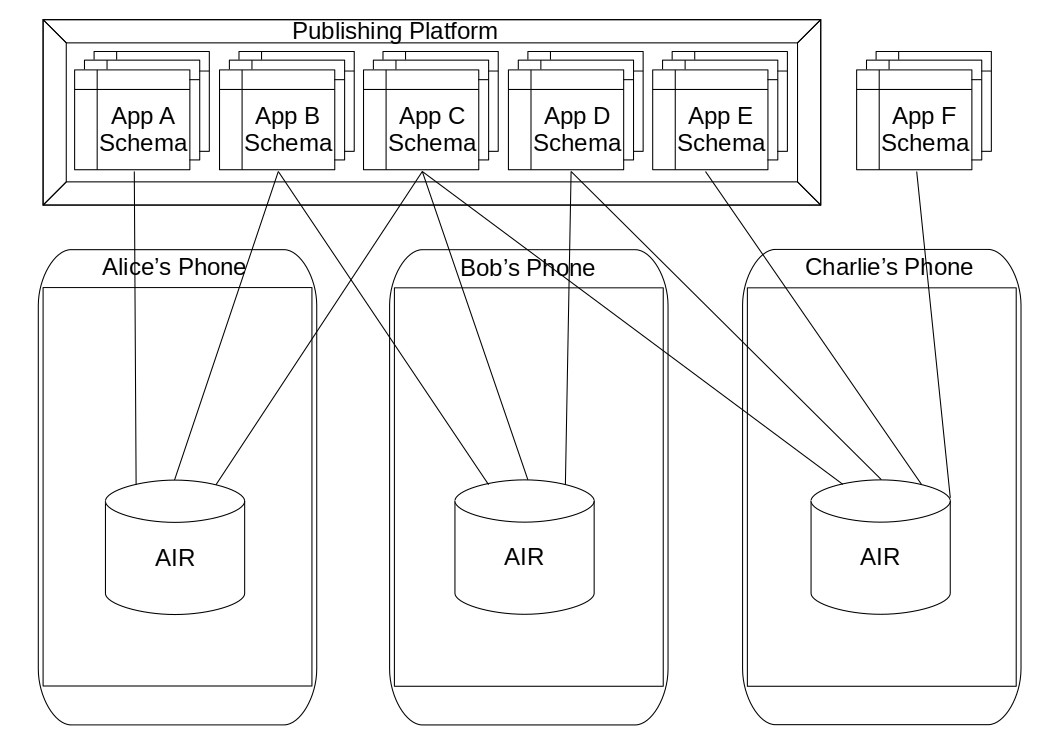 Publishing Platform
App A
Schema
App B
Schema
App C
Schema
App D
Schema
App E
Schema
App F
Schema
Alice’s Phone
Bob’s Phone
Charlie’s Phone
AIR
AIR
AIR